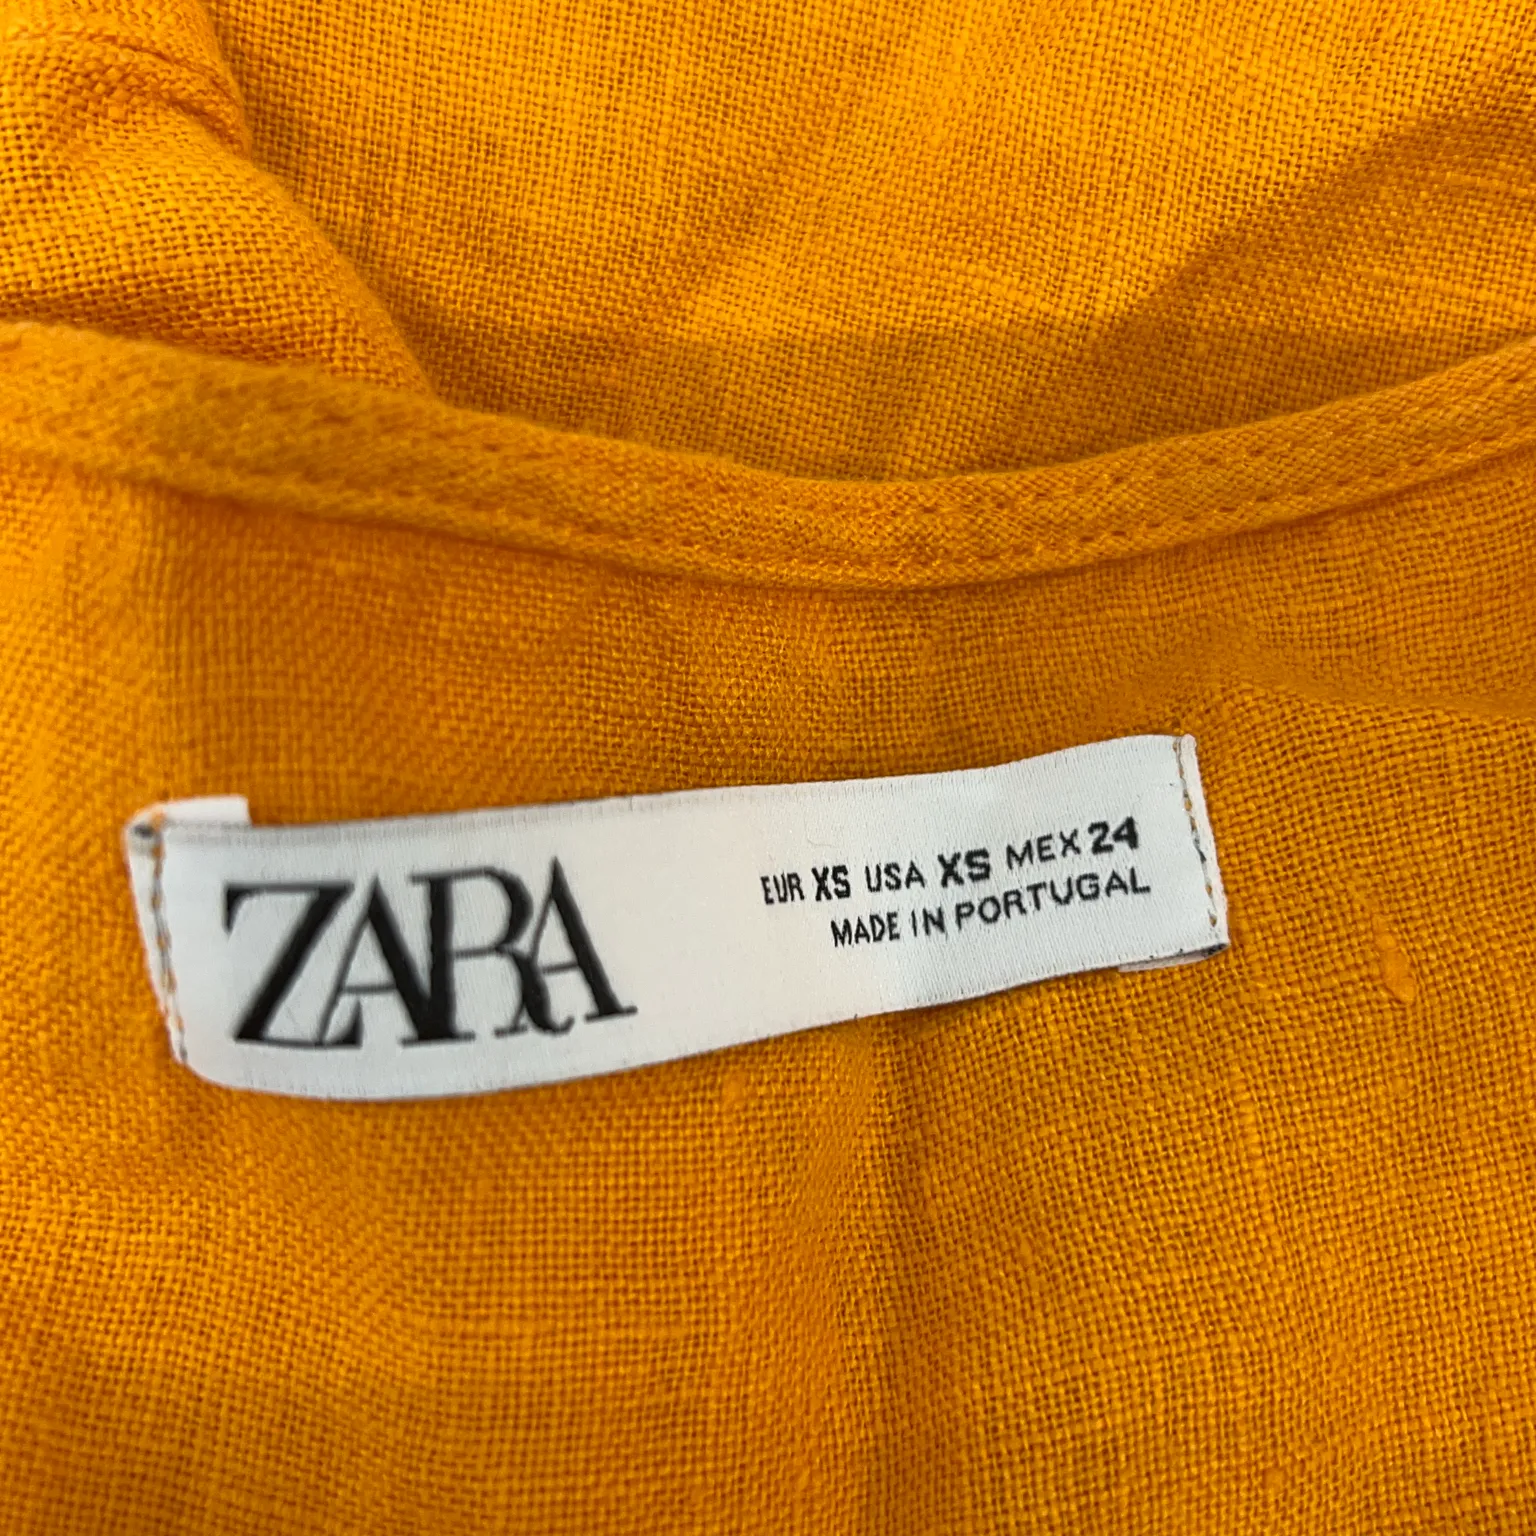 ZARA
EUR XS USA XS MEX 24
MADE IN PORTUGAL